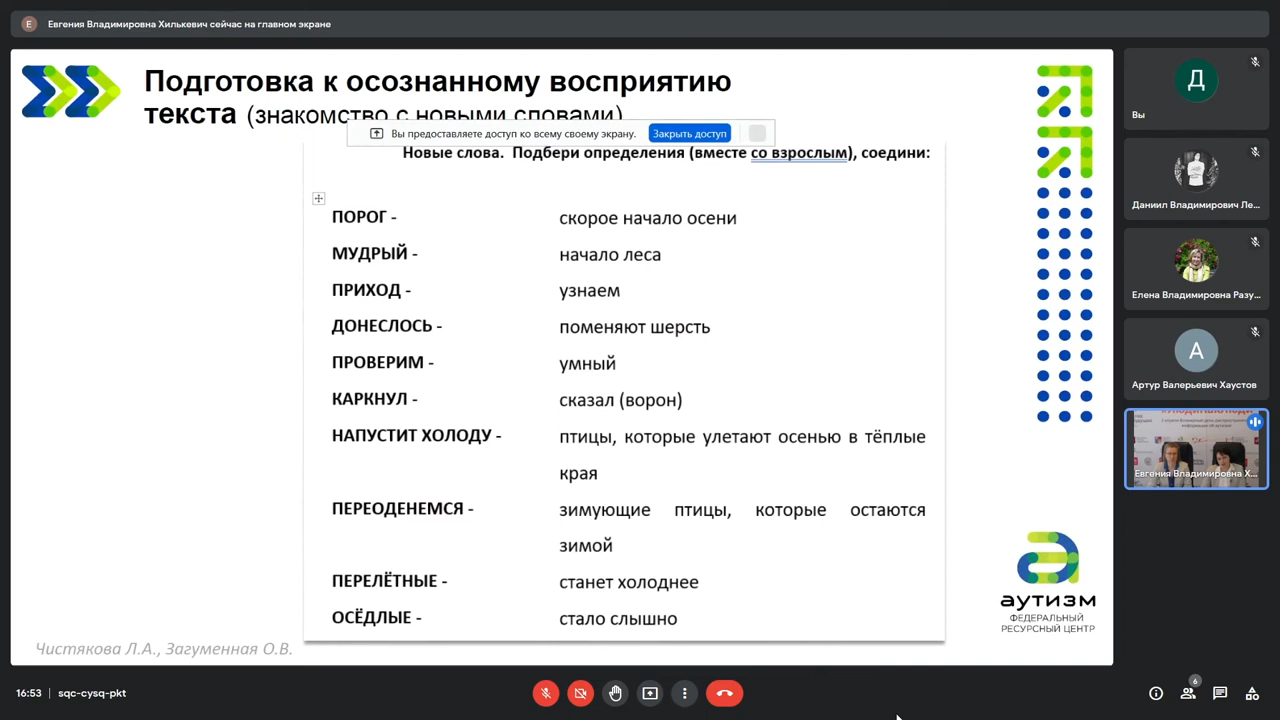 Е
Евгения Владимировна Хилькевич сейчас на главном экране
Подготовка к осознанному восприятию
текста (знакомство с новыми словами)
Вы предоставляете доступ ко всему своему экрану.
Закрыть доступ
Новые слова. Подбери определения (вместе со взрослым), соедини:
ПОРОГ - скорое начало осени
МУДРЫЙ - начало леса
ПРИХОД - узнаем
ДОНЕСЛОСЬ - поменяют шерсть
ПРОВЕРИМ - умный
КАРКНУЛ - сказал (ворон)
НАПУСТИТ ХОЛОДУ - птицы, которые улетают осенью в тёплые
края
ПЕРЕОДЕНЕМСЯ - зимующие птицы, которые остаются
зимой
ПЕРЕЛЁТНЫЕ - станет холоднее
ОСЁДЛЫЕ - стало слышно
Чистякова Л.А., Загуменная О.В.
аутизм
ФЕДЕРАЛЬНЫЙ
РЕСУРСНЫЙ ЦЕНТР
Д
Вы
Даниил Владимирович Ле...
Елена Владимировна Разу...
А
Артур Валерьевич Хаустов
Евгения Владимировна Х...
16:53
sqc-cysq-pkt
6